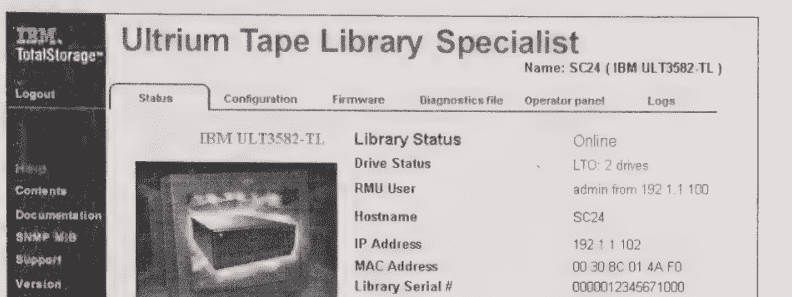 IBM.
TotalStorage™
Ultrium Tape Library Specialist
Name: SC24 ( IBM ULT3582-TL )
Logout
Status Configuration Firmware Diagnostics file Operator panel Logs
IBM ULT3582-TL
Library Status Online
Drive Status LTO: 2 drives
RMU User admin from 192 1.1 100
Hostname SC24
IP Address 192 1 1 102
MAC Address 00 30 8C 01 4A F0
Library Serial # 0000012345671000
Help
Contents
Documentation
SNMP MIB
Support
Version